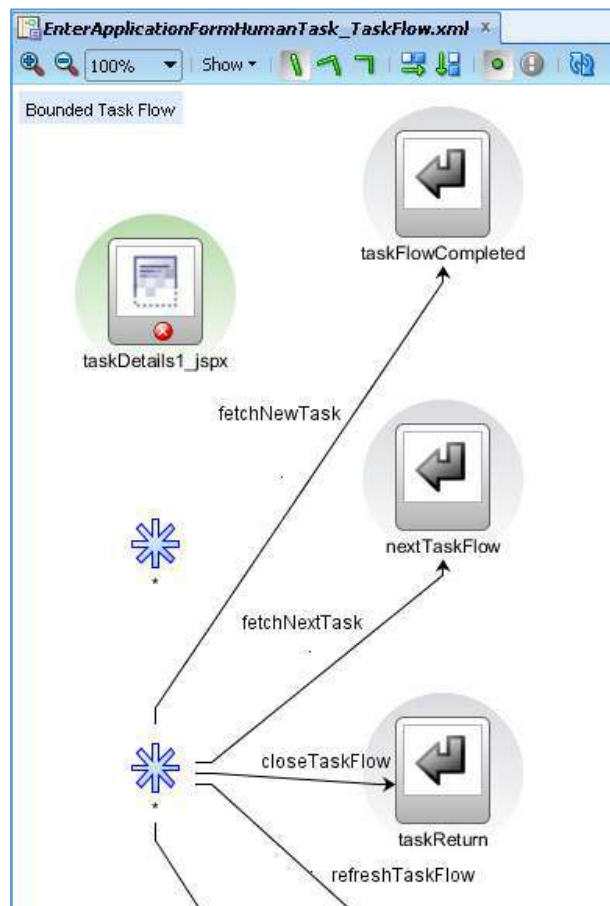 EnterApplicationFormHumanTask_TaskFlow.xml x
100% Show
Bounded Task Flow
taskFlowCompleted
taskDetails1_jspx
fetchNewTask
nextTaskFlow
*
fetchNextTask
closeTaskFlow
*
taskReturn
refreshTaskFlow